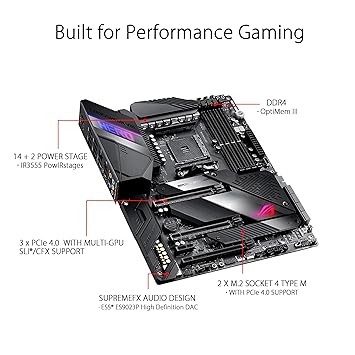 Built for Performance Gaming
DDR4
- OptiMem III
HERO
14 + 2 POWER STAGE
- IR3555 PowIRstages
3 x PCIe 4.0 WITH MULTI-GPU
SLI®/CFX SUPPORT
2 X M.2 SOCKET 4 TYPE M
- WITH PCIe 4.0 SUPPORT
SUPREMEFX AUDIO DESIGN
- ESS® ES9023P High Definition DAC